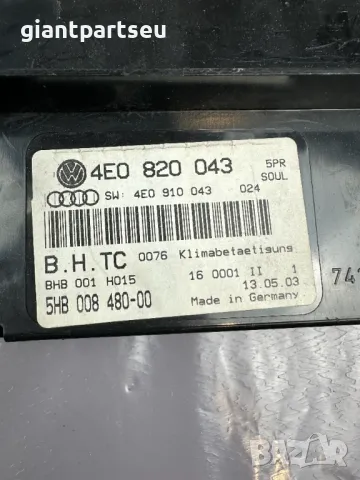 giantpartseu
4E0 820 043
5PR
SOUL
SW: 4E0 910 043 024
B.H.TC 0076 Klimabetaetigung
BHB 001 H015 16 0001 II 1
5HB 008 480-00 13.05.03
Made in Germany
BAZAR